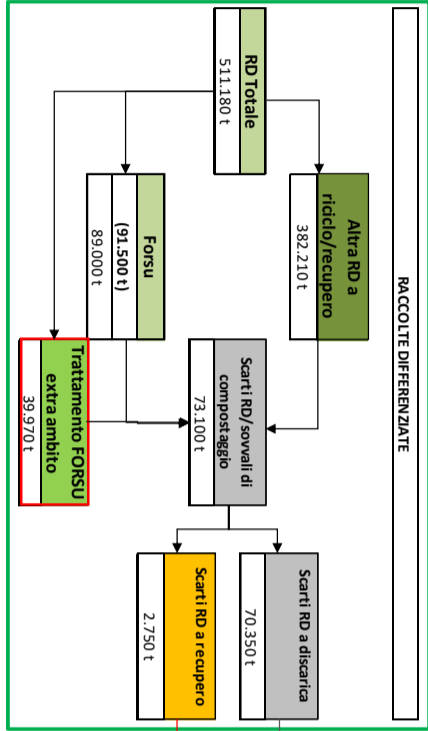 RACCOLTE DIFFERENZIATE
RD Totale
511.180 t
Altra RD a
riciclo/recupero
382.210 t
Forsu
(91.500 t)
89.000 t
Trattamento FORSU
extra ambito
39.970 t
Scarti RD/sovvali di
compostaggio
73.100 t
Scarti RD a discarica
70.350 t
Scarti RD a recupero
2.750 t